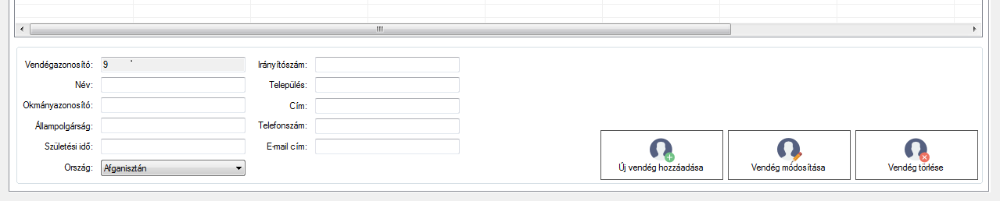 Vendégazonosító: 9
Név:
Okmányazonosító:
Állampolgárság:
Születési idő:
Ország: Afganisztán
Irányítószám:
Település:
Cím:
Telefonszám:
E-mail cím:
Új vendég hozzáadása
Vendég módosítása
Vendég törlése